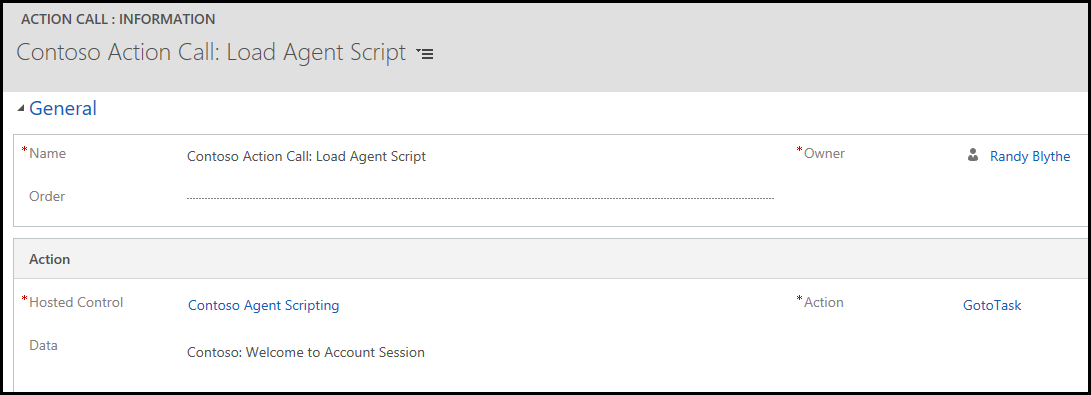 ACTION CALL : INFORMATION
Contoso Action Call: Load Agent Script
General
*Name Contoso Action Call: Load Agent Script *Owner Randy Blythe
Order
Action
*Hosted Control Contoso Agent Scripting *Action GotoTask
Data Contoso: Welcome to Account Session